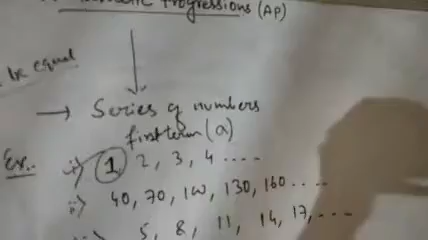 Progressions (AP)
be equal
→ Series of numbers
first term (a)
Ex.. i) 1, 2, 3, 4 ....
ii) 40, 70, 100, 130, 160 ....
5, 8, 11, 14, 17, ...